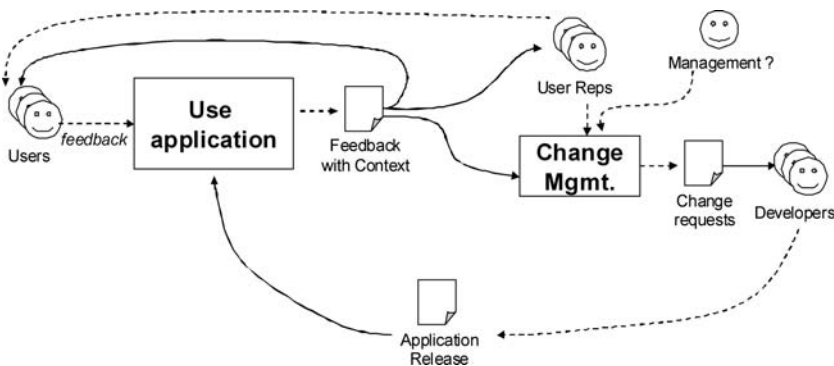 Users
feedback
Use
application
Feedback
with Context
User Reps
Management ?
Change
Mgmt.
Change
requests
Developers
Application
Release